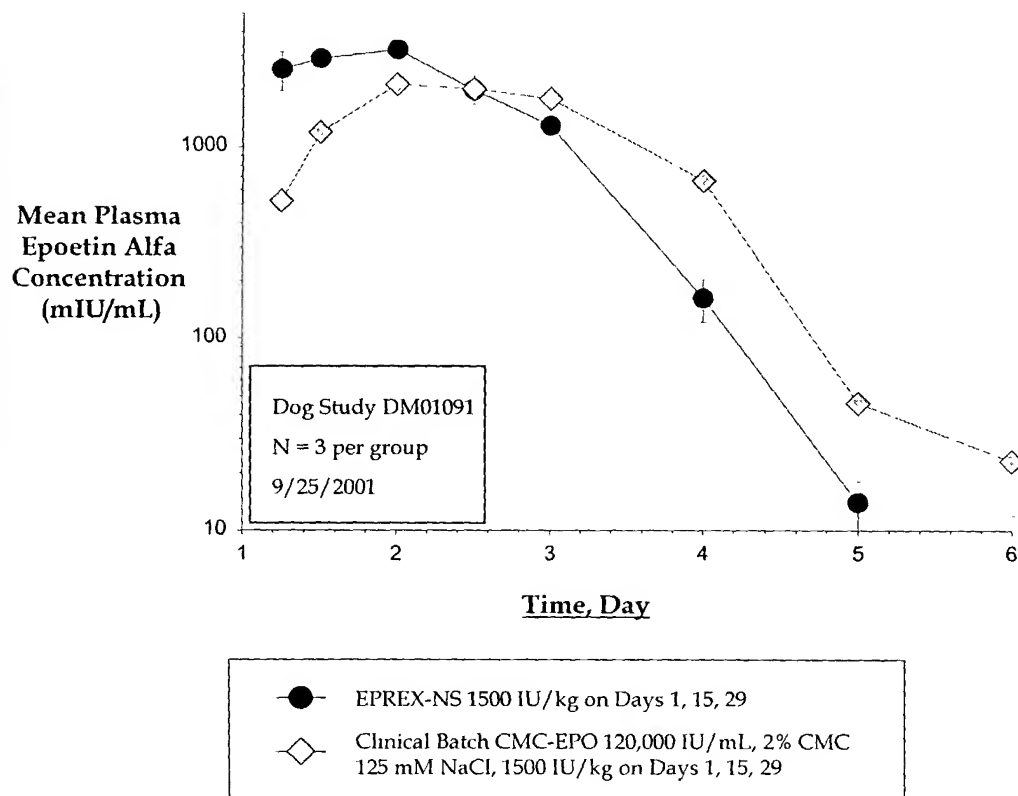 1000
100
10
Mean Plasma
Epoetin Alfa
Concentration
(mIU/mL)
Dog Study DM01091
N = 3 per group
9/25/2001
1 2 3 4 5 6
Time, Day
EPREX-NS 1500 IU/kg on Days 1, 15, 29
Clinical Batch CMC-EPO 120,000 IU/mL, 2% CMC
125 mM NaCl, 1500 IU/kg on Days 1, 15, 29